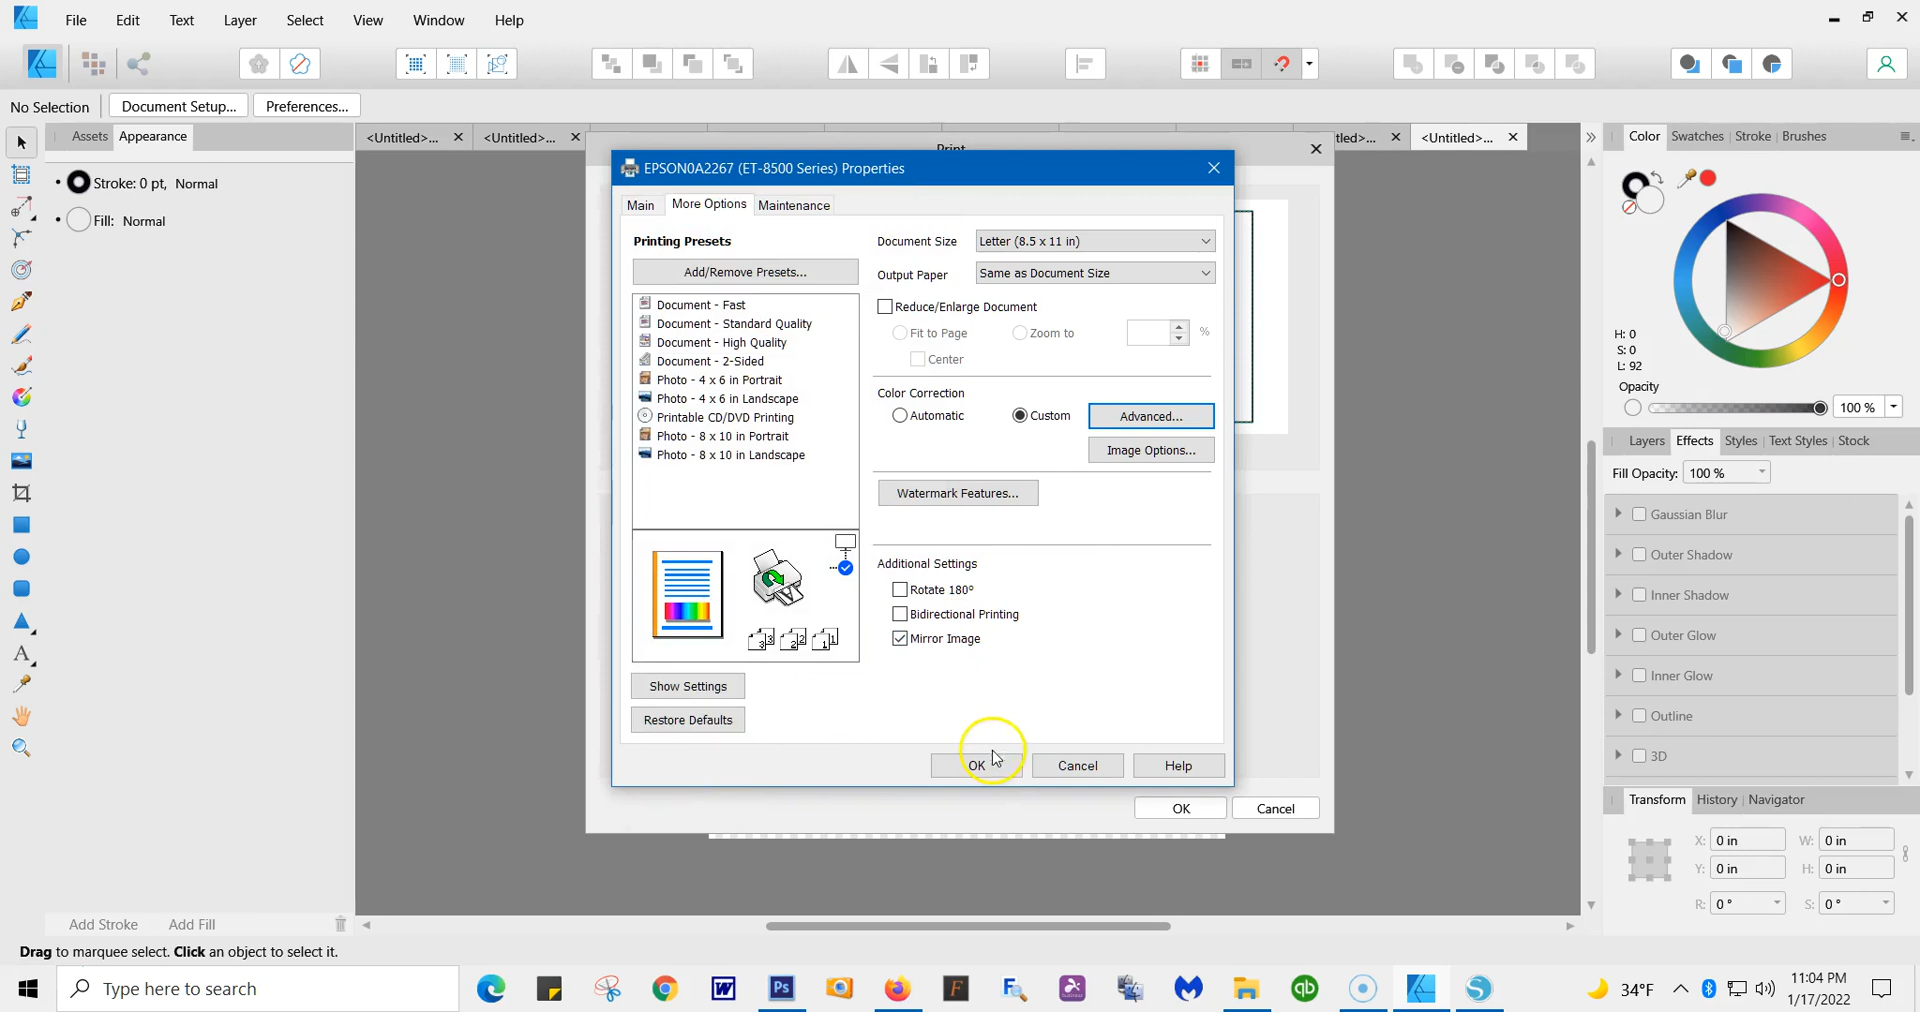 File Edit Text Layer Select View Window Help
No Selection Document Setup... Preferences...
Assets Appearance
<Untitled>... <Untitled>... tled>... <Untitled>...
Stroke: 0 pt, Normal
Fill: Normal
Add Stroke Add Fill
Print
EPSON0A2267 (ET-8500 Series) Properties
Main More Options Maintenance
Printing Presets
Add/Remove Presets...
Document - Fast
Document - Standard Quality
Document - High Quality
Document - 2-Sided
Photo - 4 x 6 in Portrait
Photo - 4 x 6 in Landscape
Printable CD/DVD Printing
Photo - 8 x 10 in Portrait
Photo - 8 x 10 in Landscape
3 3 2 2 1 1
Show Settings
Restore Defaults
Document Size Letter (8.5 x 11 in)
Output Paper Same as Document Size
Reduce/Enlarge Document
Fit to Page Zoom to %
Center
Color Correction
Automatic Custom Advanced...
Image Options...
Watermark Features...
Additional Settings
Rotate 180º
Bidirectional Printing
Mirror Image
OK Cancel Help
OK Cancel
Color Swatches Stroke Brushes
H: 0
S: 0
L: 92
Opacity
100 %
Layers Effects Styles Text Styles Stock
Fill Opacity: 100 %
Gaussian Blur
Outer Shadow
Inner Shadow
Outer Glow
Inner Glow
Outline
3D
Transform History Navigator
X: 0 in W: 0 in
Y: 0 in H: 0 in
R: 0 ° S: 0 °
Drag to marquee select. Click an object to select it.
Type here to search
34°F
11:04 PM
1/17/2022